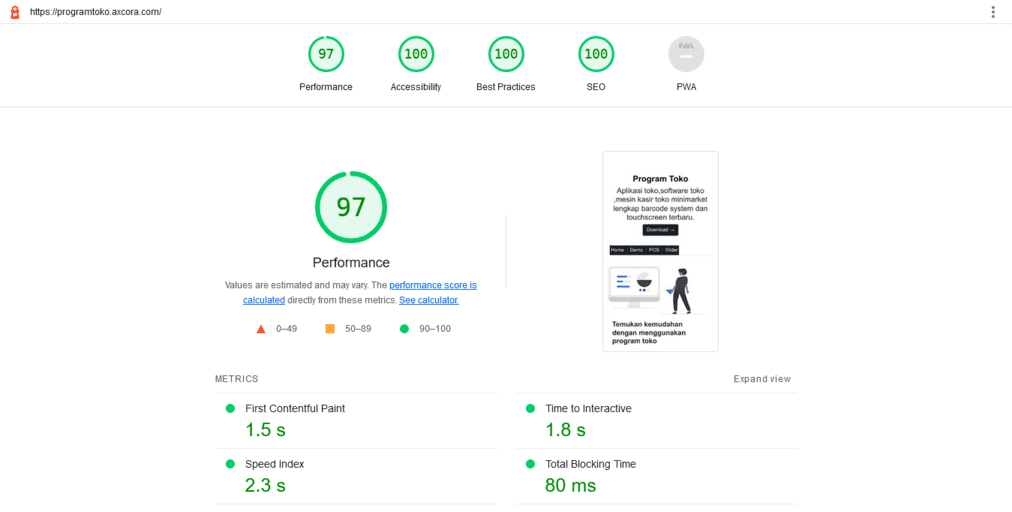 https://programtoko.axcora.com/
97
100
100
100
PWA
Performance
Accessibility
Best Practices
SEO
PWA
97
Performance
Values are estimated and may vary. The performance score is
calculated directly from these metrics. See calculator.
0–49
50–89
90–100
Program Toko
Aplikasi toko,software toko
,mesin kasir toko minimarket
lengkap barcode system dan
touchscreen terbaru.
Download →
Home / Demo / POS / Order
Temukan kemudahan
dengan menggunakan
program toko
METRICS
Expand view
First Contentful Paint
1.5 s
Time to Interactive
1.8 s
Speed Index
2.3 s
Total Blocking Time
80 ms